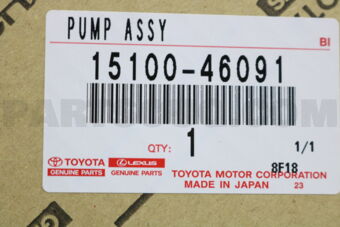 PUMP ASSY
BI
15100-46091
QTY: 1
1/1
8F18
TOYOTA LEXUS
GENUINE PARTS GENUINE PARTS
TOYOTA MOTOR CORPORATION
MADE IN JAPAN 23